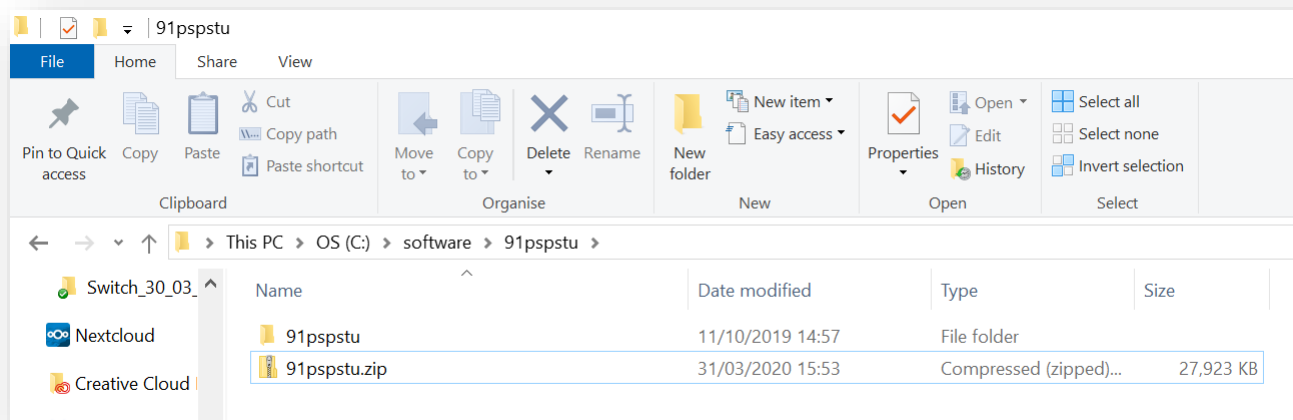 91pspstu
File Home Share View
Pin to Quick access
Copy
Paste
Cut
Copy path
Paste shortcut
Clipboard
Move to
Copy to
Delete
Rename
Organise
New folder
New item
Easy access
New
Properties
Open
Edit
History
Open
Select all
Select none
Invert selection
Select
This PC > OS (C:) > software > 91pspstu >
Switch_30_03_
Nextcloud
Creative Cloud
Name Date modified Type Size
91pspstu 11/10/2019 14:57 File folder
91pspstu.zip 31/03/2020 15:53 Compressed (zipped)... 27,923 KB